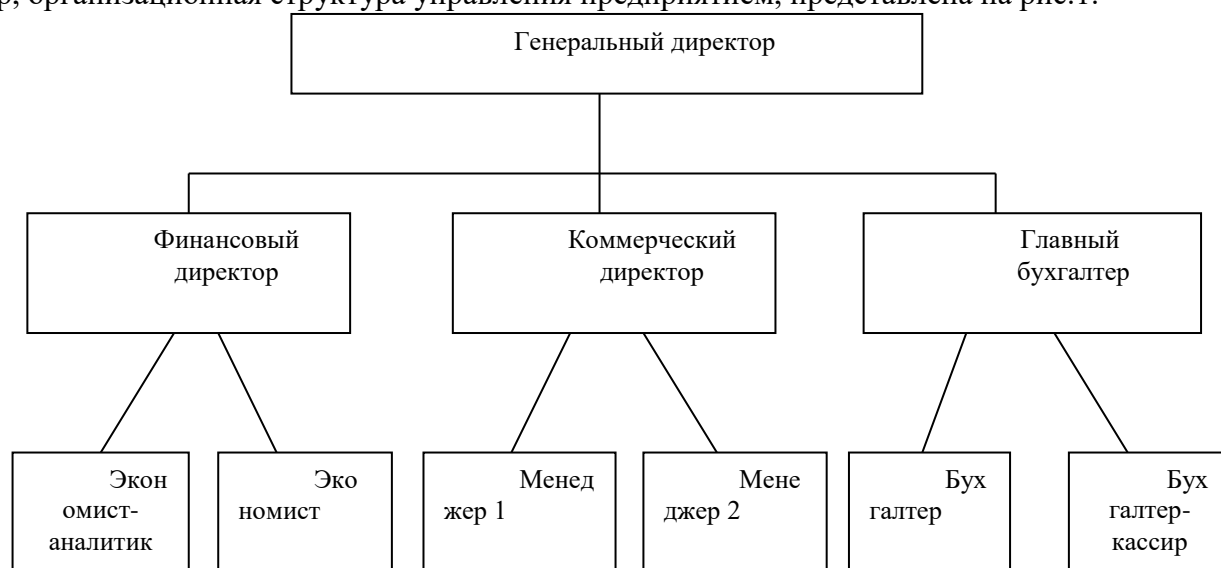 р, организационная структура управления предприятием, представлена на рис.1.
Генеральный директор
Финансовый
директор
Коммерческий
директор
Главный
бухгалтер
Экон
омист-
аналитик
Эко
номист
Менед
жер 1
Мене
джер 2
Бух
галтер
Бух
галтер-
кассир